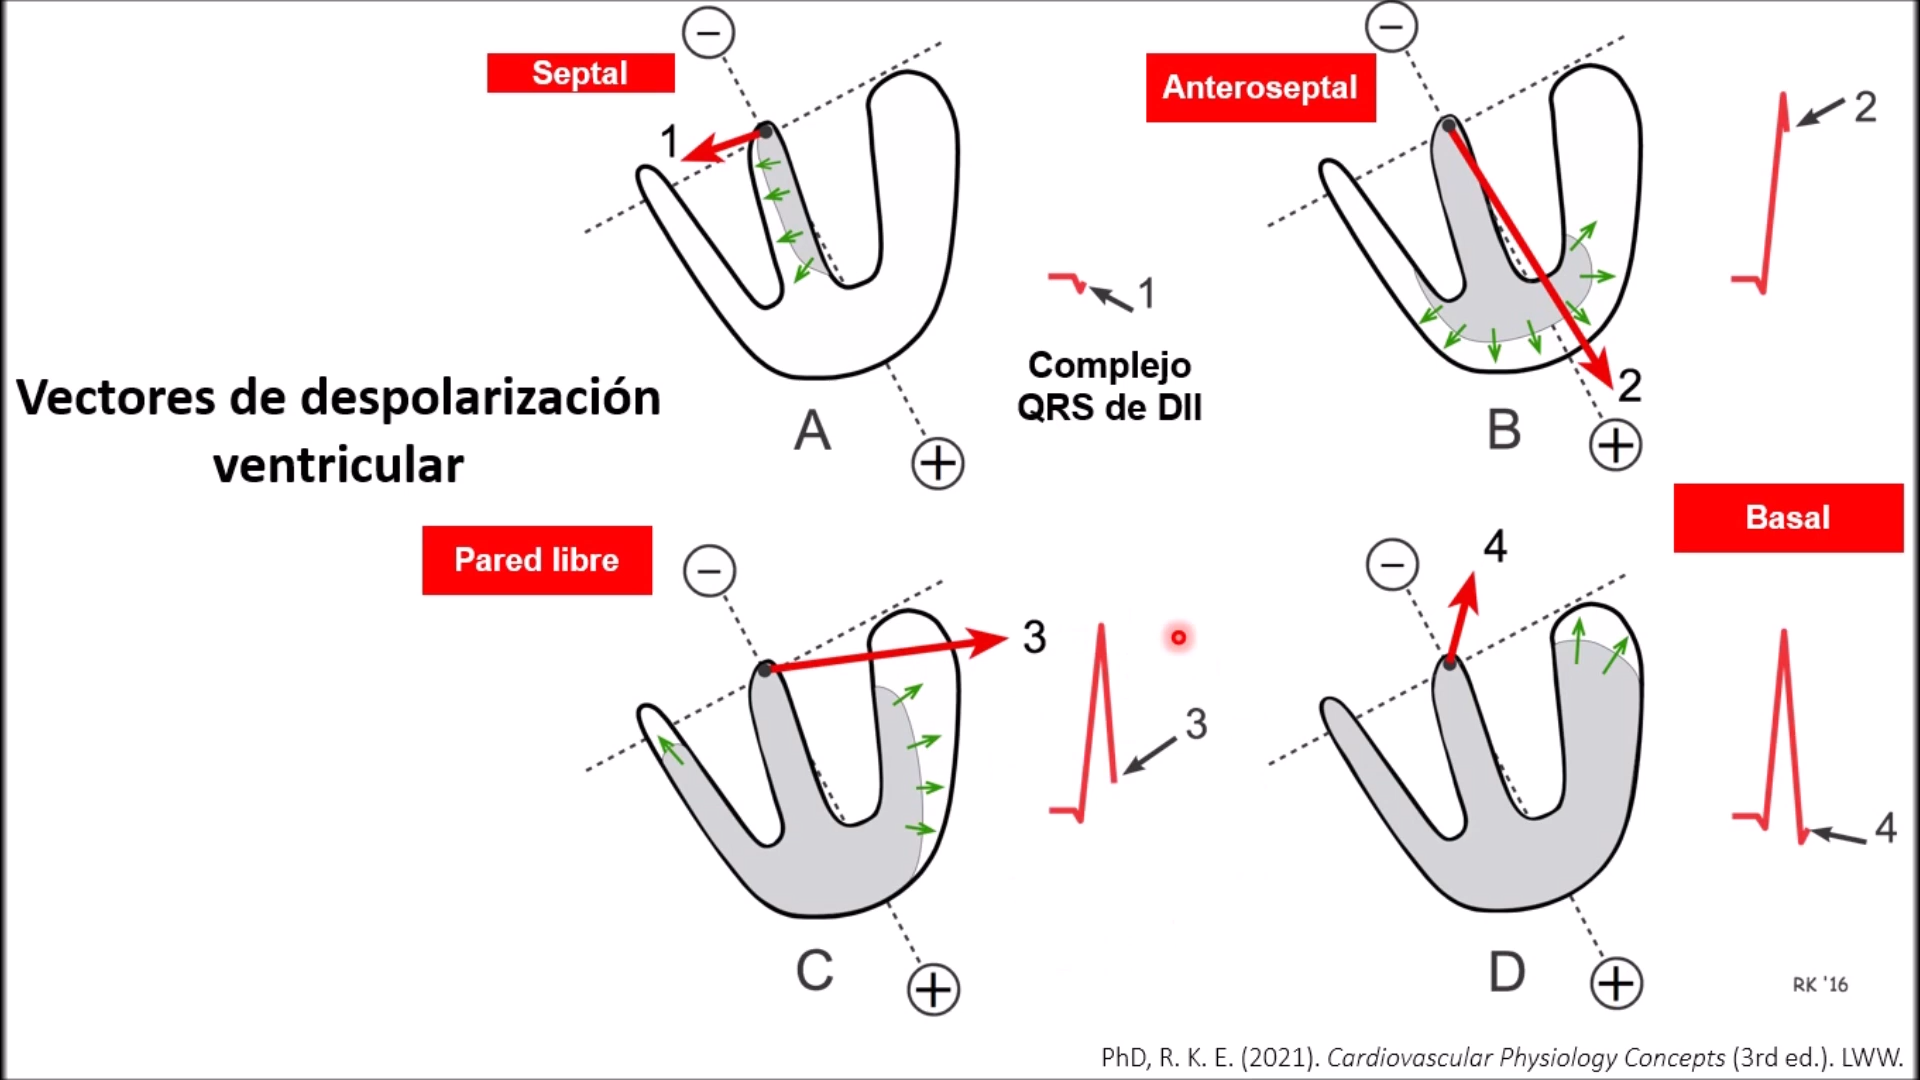 Septal
−
1
Anteroseptal
−
2
1
2
Complejo
QRS de DII
Vectores de despolarización
ventricular
A
+
B
+
Pared libre
−
3
3
Basal
−
4
4
C
+
D
+
RK '16
PhD, R. K. E. (2021). Cardiovascular Physiology Concepts (3rd ed.). LWW.